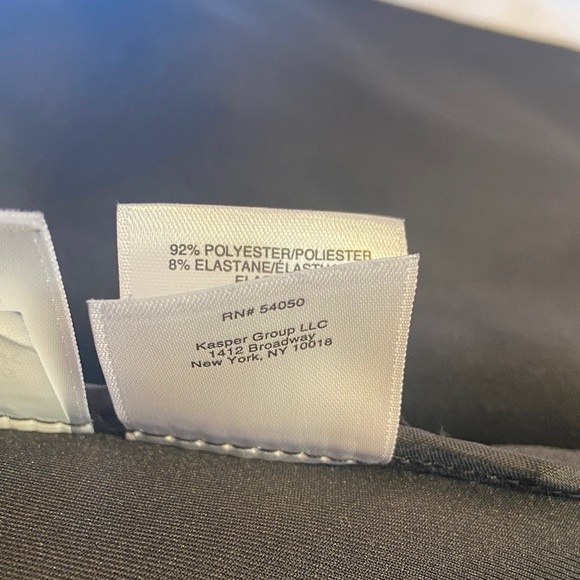 92% POLYESTER/POLIESTER
8% ELASTANE/
RN# 54050
Kasper Group LLC
1412 Broadway
New York, NY 10018